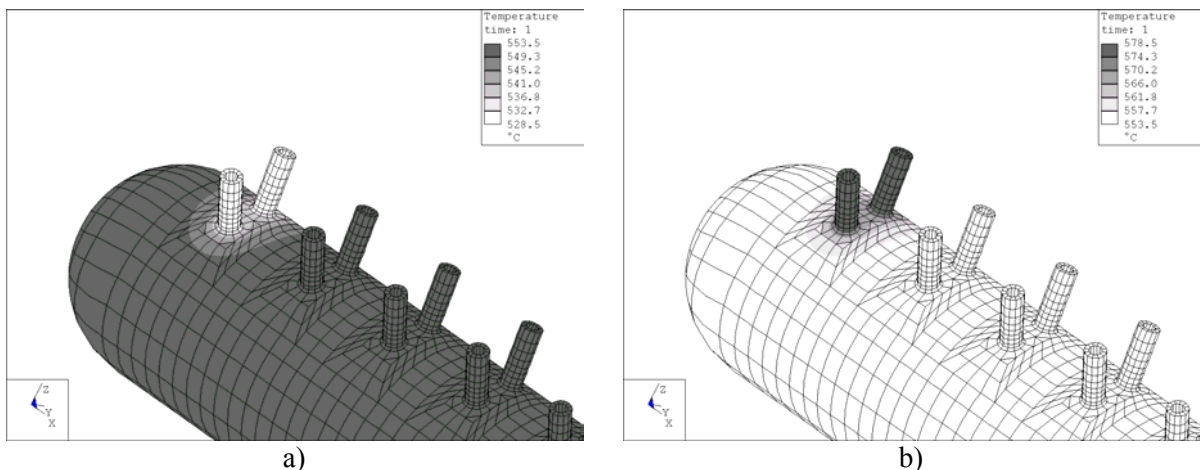 Temperature
time: 1
553.5
549.3
545.2
541.0
536.8
532.7
528.5
°C
Z
Y
X
a)
Temperature
time: 1
578.5
574.3
570.2
566.0
561.8
557.7
553.5
°C
Z
Y
X
b)